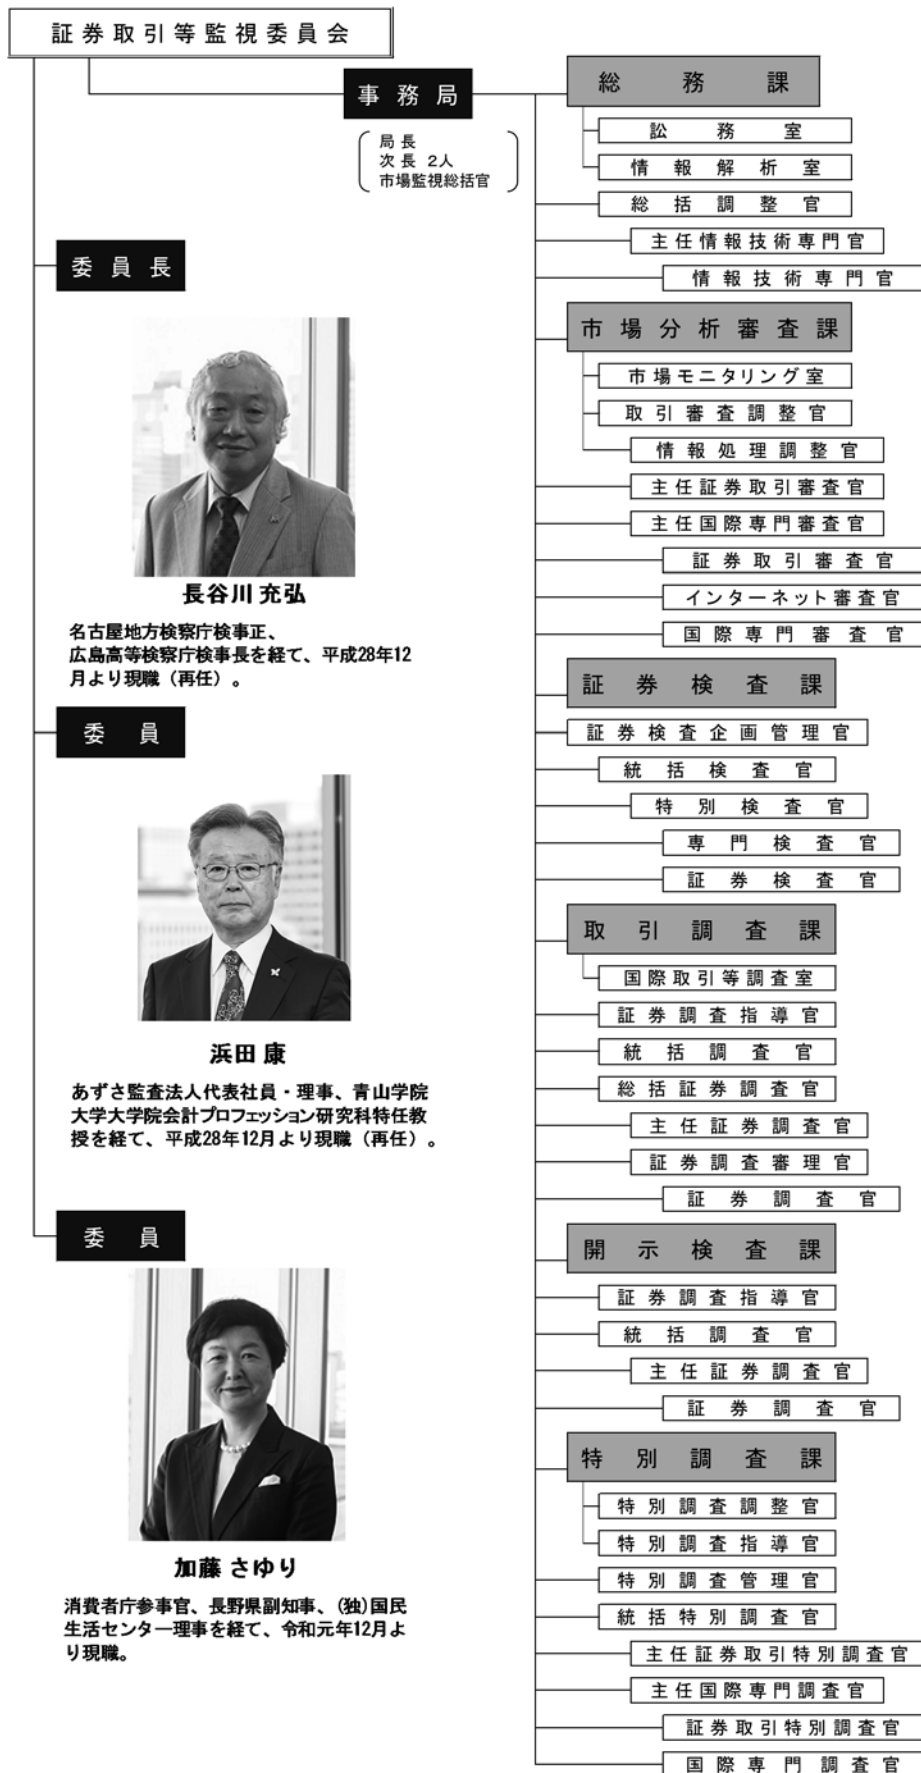 証券取引等監視委員会
事務局
局長
次長 2人
市場監視総括官
委員長
長谷川 充弘
名古屋地方検察庁検事正、
広島高等検察庁検事長を経て、平成28年12
月より現職（再任）。
委員
浜田 康
あずさ監査法人代表社員・理事、青山学院
大学大学院会計プロフェッション研究科特任教
授を経て、平成28年12月より現職（再任）。
委員
加藤 さゆり
消費者庁参事官、長野県副知事、(独)国民
生活センター理事を経て、令和元年12月よ
り現職。
総務課
訟務室
情報解析室
総括調整官
主任情報技術専門官
情報技術専門官
市場分析審査課
市場モニタリング室
取引審査調整官
情報処理調整官
主任証券取引審査官
主任国際専門審査官
証券取引審査官
インターネット審査官
国際専門審査官
証券検査課
証券検査企画管理官
統括検査官
特別検査官
専門検査官
証券検査官
取引調査課
国際取引等調査室
証券調査指導官
統括調査官
総括証券調査官
主任証券調査官
証券調査審理官
証券調査官
開示検査課
証券調査指導官
統括調査官
主任証券調査官
証券調査官
特別調査課
特別調査調整官
特別調査指導官
特別調査管理官
統括特別調査官
主任証券取引特別調査官
主任国際専門調査官
証券取引特別調査官
国際専門調査官